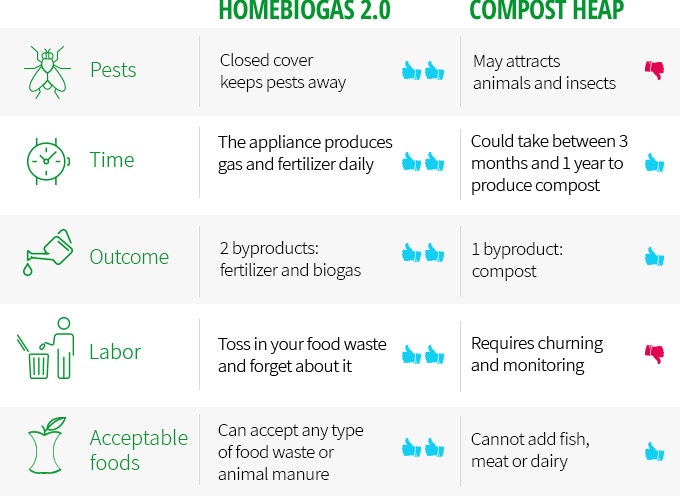 HOMEBIOGAS 2.0
COMPOST HEAP
Pests
Closed cover
keeps pests away
May attracts
animals and insects
Time
The appliance produces
gas and fertilizer daily
Could take between 3
months and 1 year to
produce compost
Outcome
2 byproducts:
fertilizer and biogas
1 byproduct:
compost
Labor
Toss in your food waste
and forget about it
Requires churning
and monitoring
Acceptable
foods
Can accept any type
of food waste or
animal manure
Cannot add fish,
meat or dairy